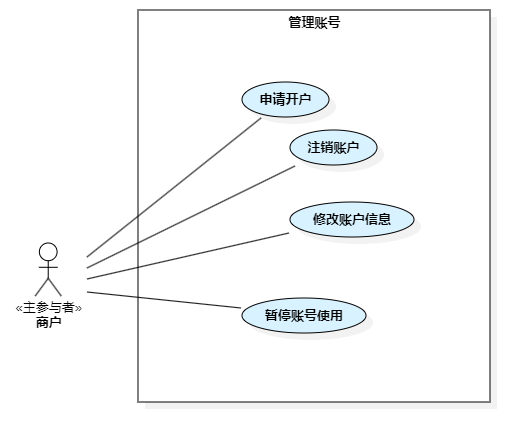 管理账号
申请开户
注销账户
修改账户信息
«主参与者»
商户
暂停账号使用